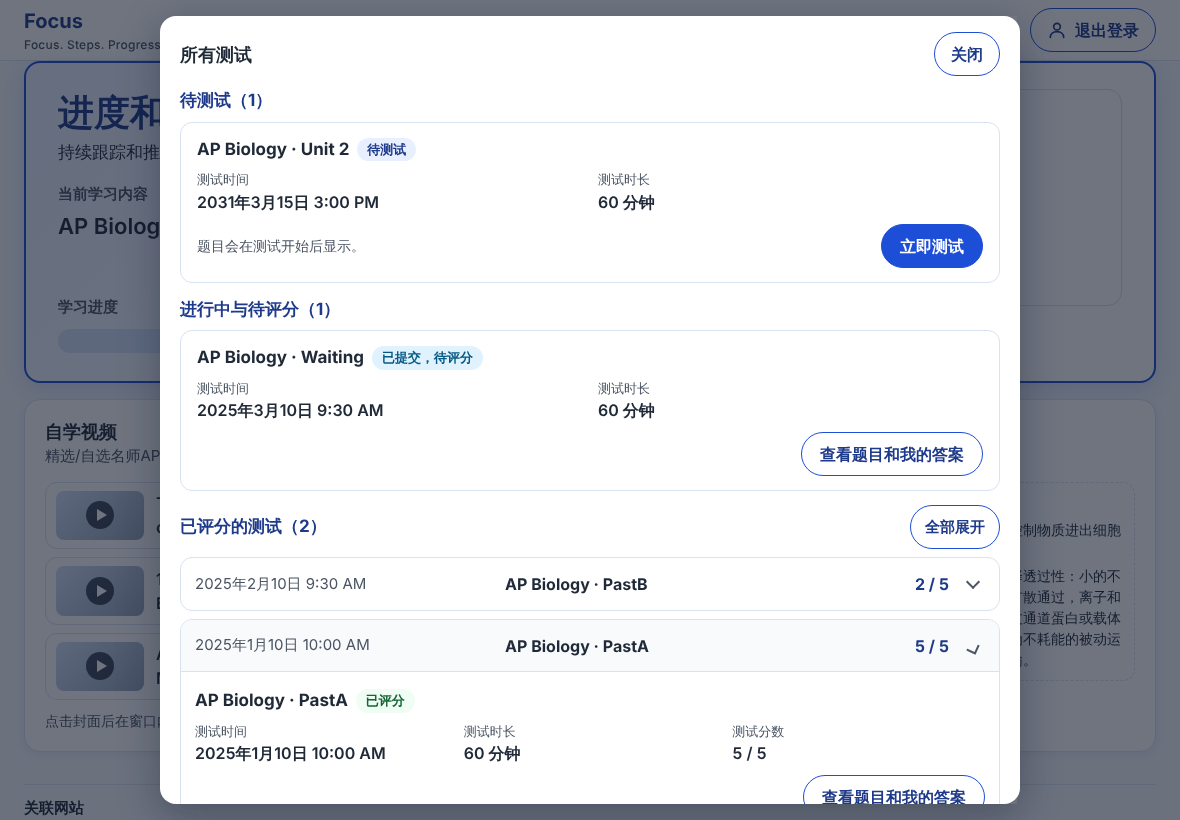 Focus
Focus. Steps. Progress
退出登录
进度和
持续跟踪和推
当前学习内容
AP Biolog
学习进度
自学视频
精选/自选名师AP
点击封面后在窗口
关联网站
所有测试
关闭
待测试（1）
AP Biology · Unit 2 待测试
测试时间 测试时长
2031年3月15日 3:00 PM 60 分钟
题目会在测试开始后显示。 立即测试
进行中与待评分（1）
AP Biology · Waiting 已提交，待评分
测试时间 测试时长
2025年3月10日 9:30 AM 60 分钟
查看题目和我的答案
已评分的测试（2） 全部展开
2025年2月10日 9:30 AM AP Biology · PastB 2 / 5
2025年1月10日 10:00 AM AP Biology · PastA 5 / 5
AP Biology · PastA 已评分
测试时间 测试时长 测试分数
2025年1月10日 10:00 AM 60 分钟 5 / 5
查看题目和我的答案
制物质进出细胞
透过性：小的不
散通过，离子和
通道蛋白或载体
不耗能的被动运